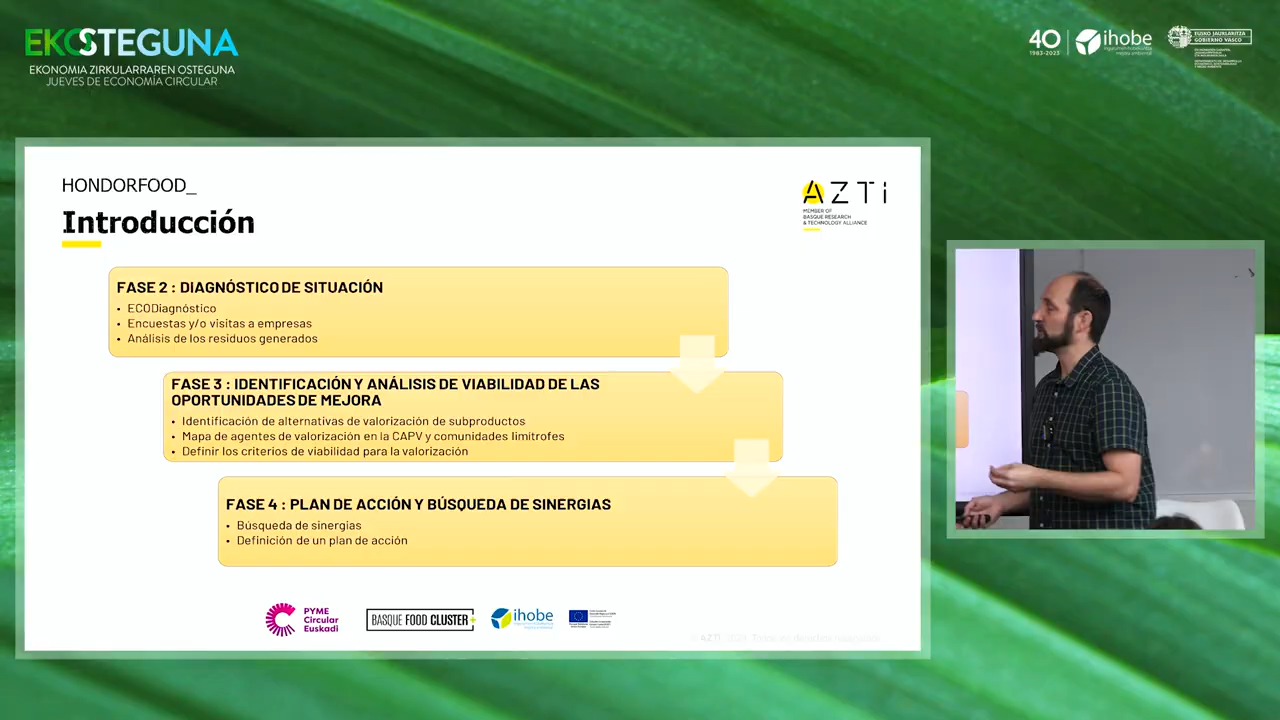 EKOSTEGUNA
EKONOMIA ZIRKULARRAREN OSTEGUNA
JUEVES DE ECONOMÍA CIRCULAR
40
1983-2023
ihobe
EUSKO JAURLARITZA
GOBIERNO VASCO
HONDORFOOD_
Introducción
AZTi
MEMBER OF
BASQUE RESEARCH
& TECHNOLOGY ALLIANCE
FASE 2 : DIAGNÓSTICO DE SITUACIÓN
• ECODiagnóstico
• Encuestas y/o visitas a empresas
• Análisis de los residuos generados
FASE 3 : IDENTIFICACIÓN Y ANÁLISIS DE VIABILIDAD DE LAS
OPORTUNIDADES DE MEJORA
• Identificación de alternativas de valorización de subproductos
• Mapa de agentes de valorización en la CAPV y comunidades limítrofes
• Definir los criterios de viabilidad para la valorización
FASE 4 : PLAN DE ACCIÓN Y BÚSQUEDA DE SINERGIAS
• Búsqueda de sinergias
• Definición de un plan de acción
PYME
Circular
Euskadi
BASQUE FOOD CLUSTER+
ihobe